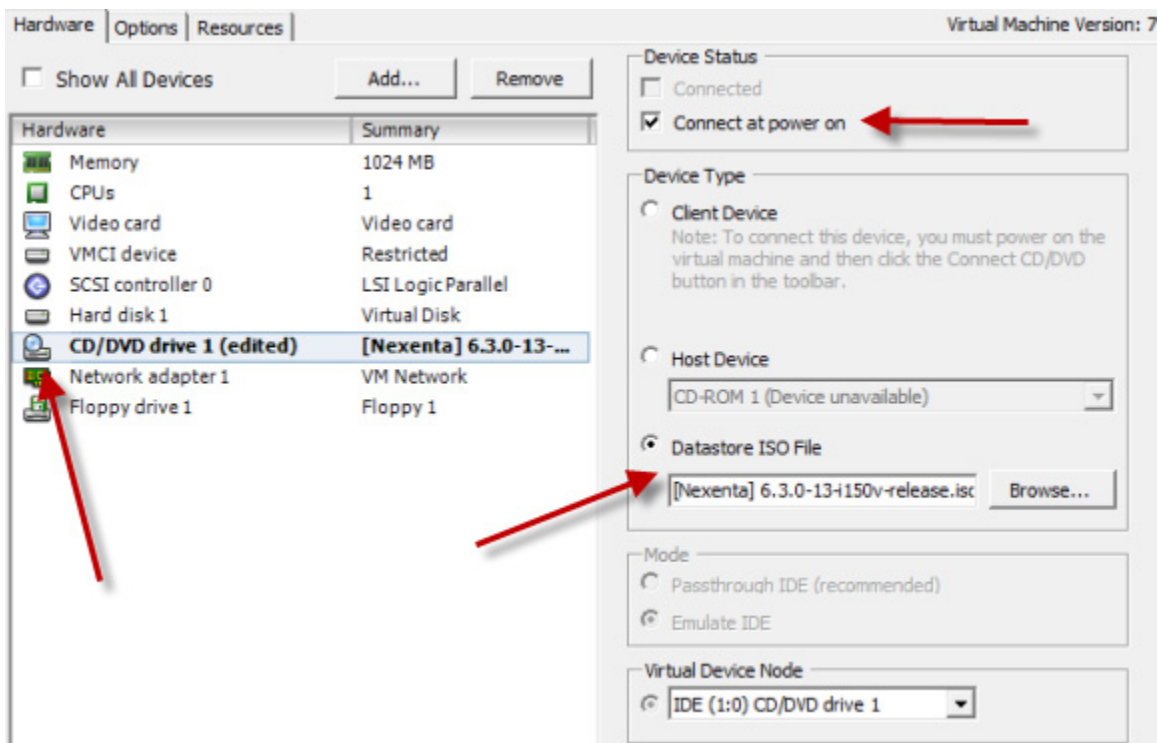 Hardware Options Resources Virtual Machine Version: 7
Show All Devices Add... Remove
Hardware Summary
Memory 1024 MB
CPUs 1
Video card Video card
VMCI device Restricted
SCSI controller 0 LSI Logic Parallel
Hard disk 1 Virtual Disk
CD/DVD drive 1 (edited) [Nexenta] 6.3.0-13-...
Network adapter 1 VM Network
Floppy drive 1 Floppy 1
Device Status
Connected
Connect at power on
Device Type
Client Device
Note: To connect this device, you must power on the
virtual machine and then click the Connect CD/DVD
button in the toolbar.
Host Device
CD-ROM 1 (Device unavailable)
Datastore ISO File
[Nexenta] 6.3.0-13-i150v-release.isc Browse...
Mode
Passthrough IDE (recommended)
Emulate IDE
Virtual Device Node
IDE (1:0) CD/DVD drive 1